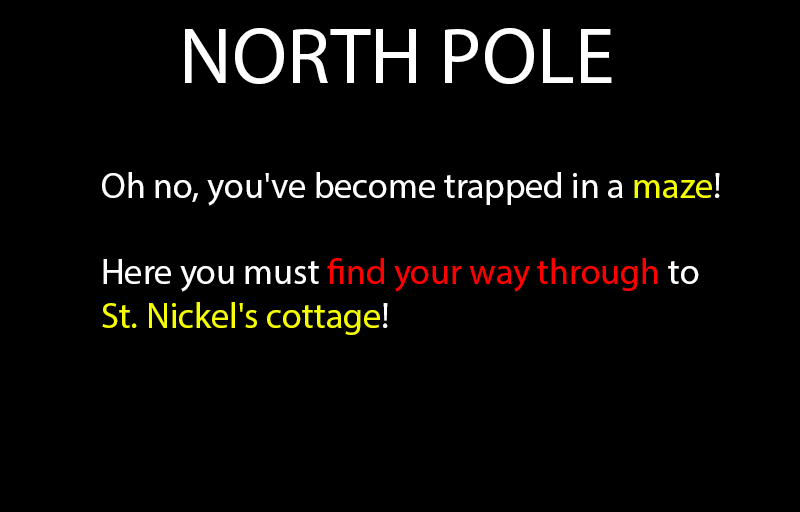 NORTH POLE
Oh no, you've become trapped in a maze!
Here you must find your way through to
St. Nickel's cottage!